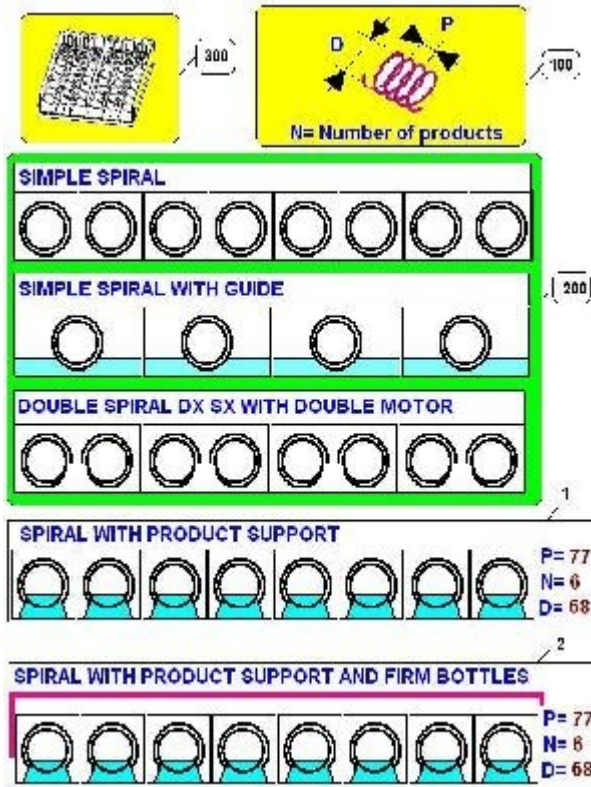 300
D
P
N= Number of products
100
SIMPLE SPIRAL
SIMPLE SPIRAL WITH GUIDE
200
DOUBLE SPIRAL DX SX WITH DOUBLE MOTOR
1
SPIRAL WITH PRODUCT SUPPORT
P= 77
N= 6
D= 68
2
SPIRAL WITH PRODUCT SUPPORT AND FIRM BOTTLES
P= 77
N= 6
D= 68